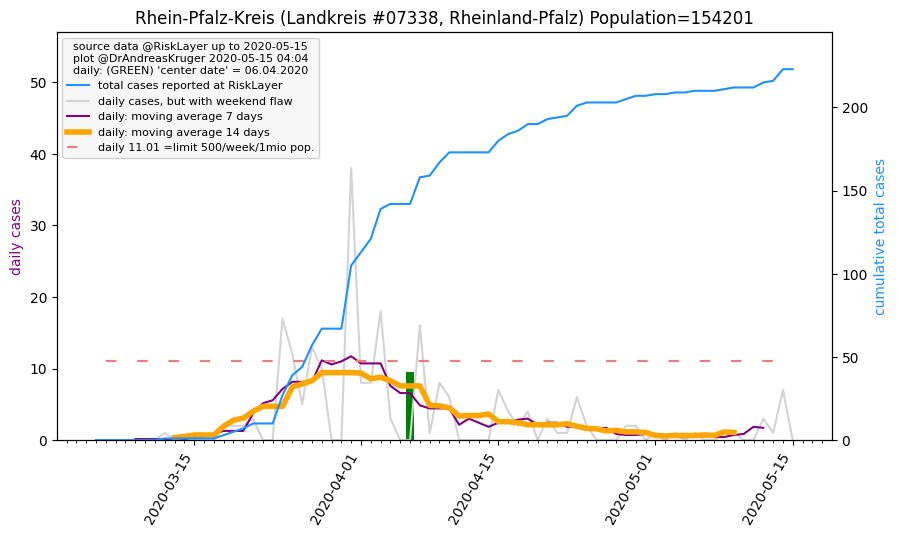 Rhein-Pfalz-Kreis (Landkreis #07338, Rheinland-Pfalz) Population=154201
source data @RiskLayer up to 2020-05-15
plot @DrAndreasKruger 2020-05-15 04:04
daily: (GREEN) 'center date' = 06.04.2020
total cases reported at RiskLayer
daily cases, but with weekend flaw
daily: moving average 7 days
daily: moving average 14 days
daily 11.01 =limit 500/week/1mio pop.
daily cases
50
40
30
20
10
0
cumulative total cases
200
150
100
50
0
2020-03-15
2020-04-01
2020-04-15
2020-05-01
2020-05-15